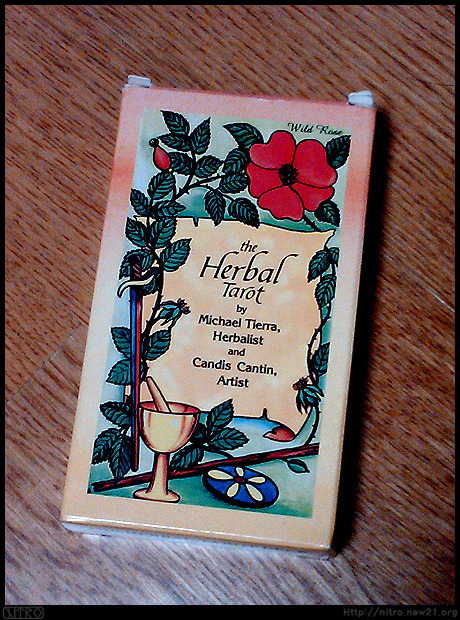 Wild Rose
the
Herbal
Tarot
by
Michael Tierra,
Herbalist
and
Candis Cantin,
Artist
NITRO
Http://nitro.new21.org